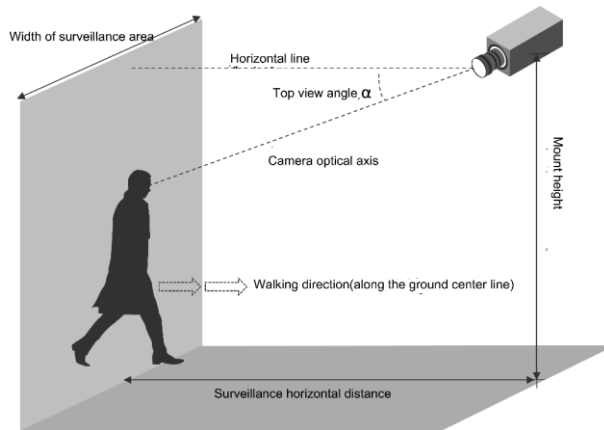 Width of surveillance area
Horizontal line
Top view angle, α
Camera optical axis
Mount height
Walking direction(along the ground center line)
Surveillance horizontal distance